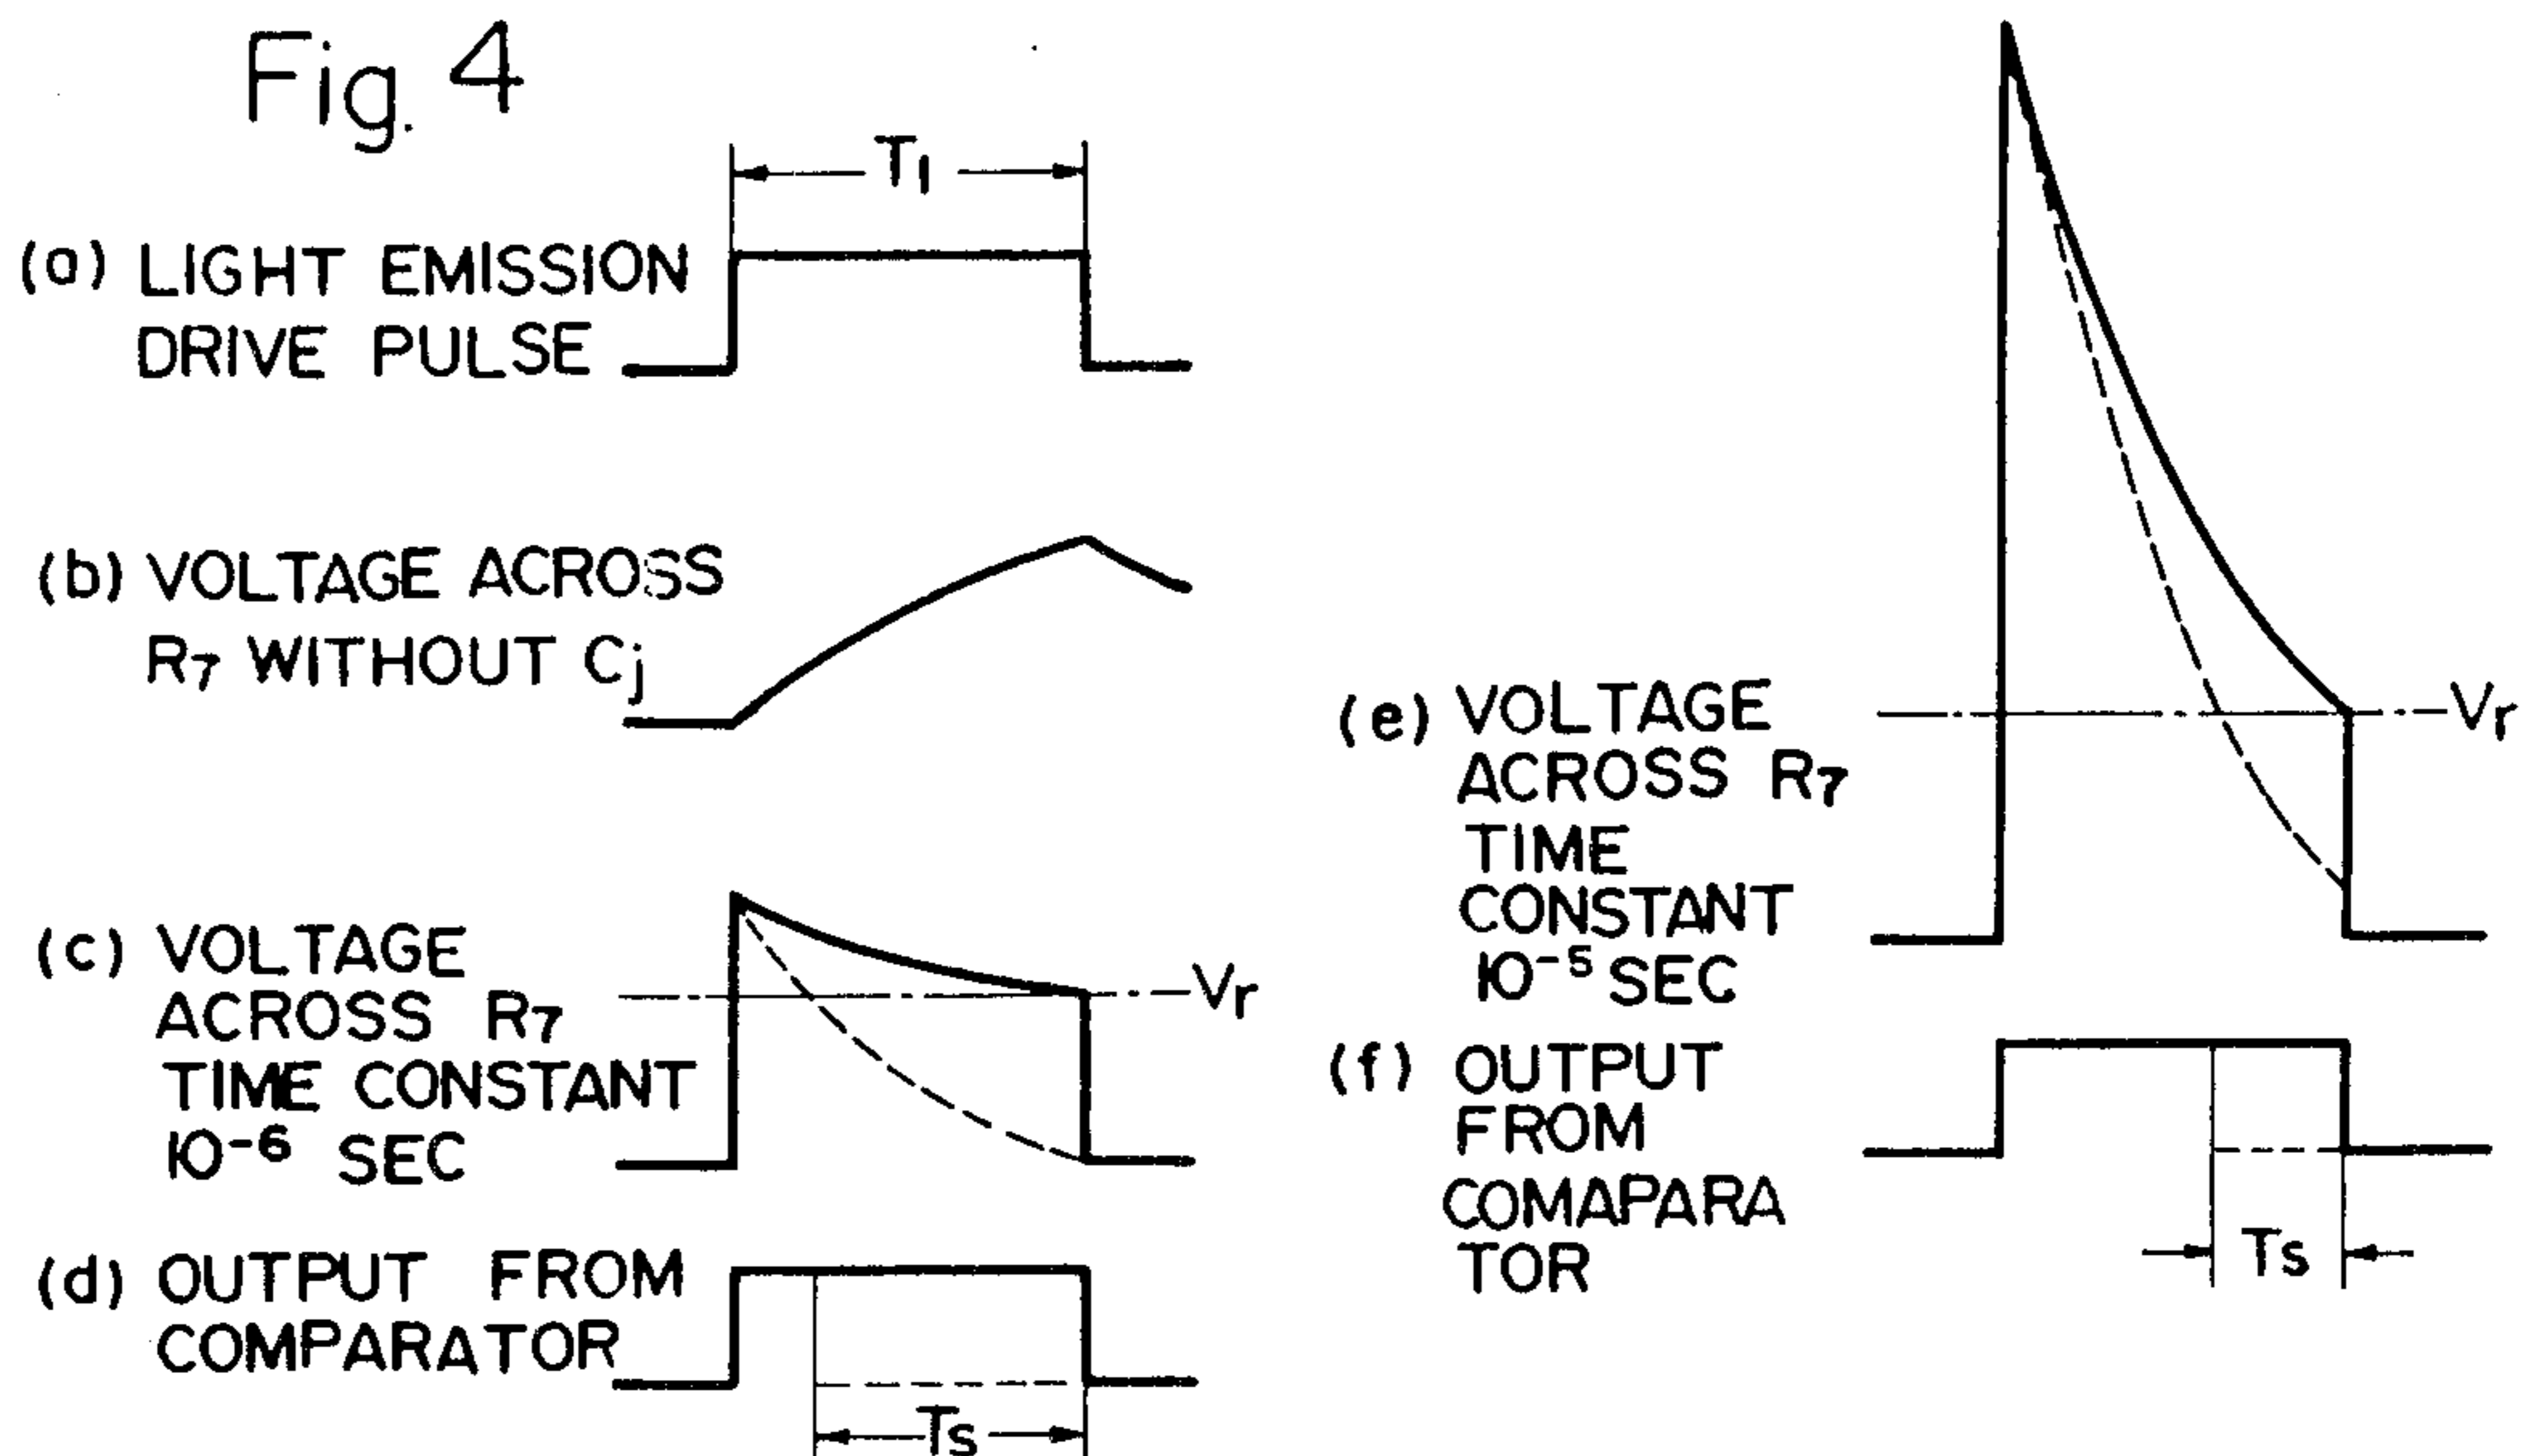 Fig. 4
T₁
(a) LIGHT EMISSION
DRIVE PULSE
(b) VOLTAGE ACROSS
R₇ WITHOUT Cj
(c) VOLTAGE
ACROSS R₇
TIME CONSTANT
10⁻⁶ SEC
Vr
(d) OUTPUT FROM
COMPARATOR
Ts
(e) VOLTAGE
ACROSS R₇
TIME
CONSTANT
10⁻⁵ SEC
Vr
(f) OUTPUT
FROM
COMAPARA
TOR
Ts